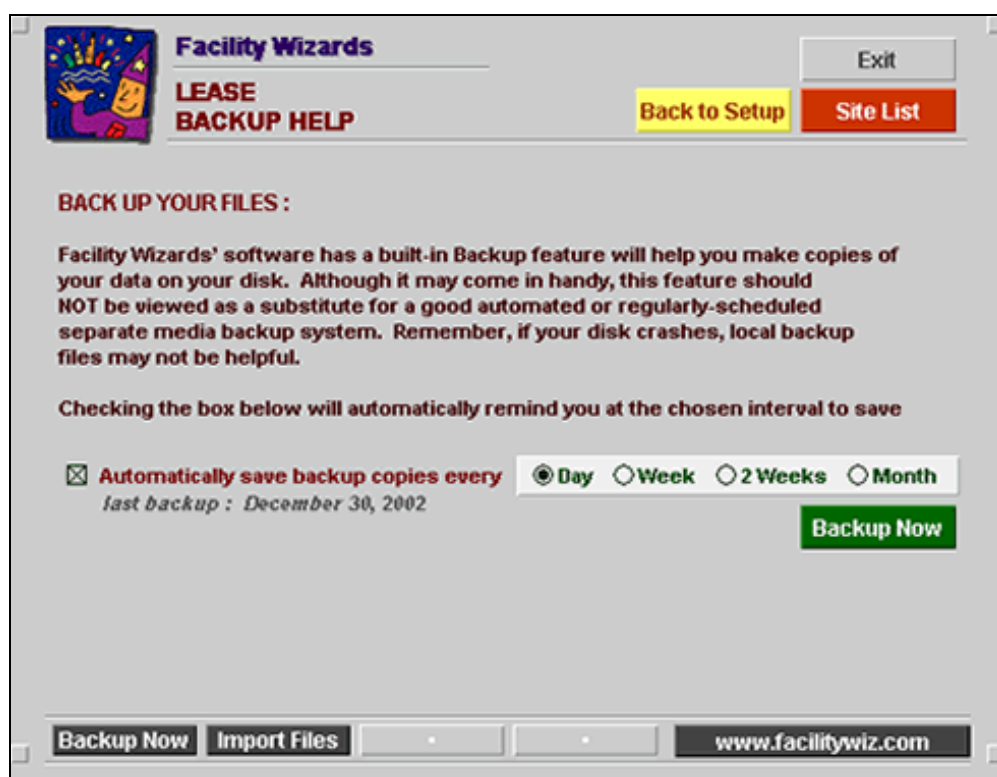 Facility Wizards
Exit
LEASE
BACKUP HELP
Back to Setup
Site List
BACK UP YOUR FILES :
Facility Wizards' software has a built-in Backup feature will help you make copies of
your data on your disk. Although it may come in handy, this feature should
NOT be viewed as a substitute for a good automated or regularly-scheduled
separate media backup system. Remember, if your disk crashes, local backup
files may not be helpful.
Checking the box below will automatically remind you at the chosen interval to save
Automatically save backup copies every
Day Week 2 Weeks Month
last backup : December 30, 2002
Backup Now
Backup Now
Import Files
www.facilitywiz.com